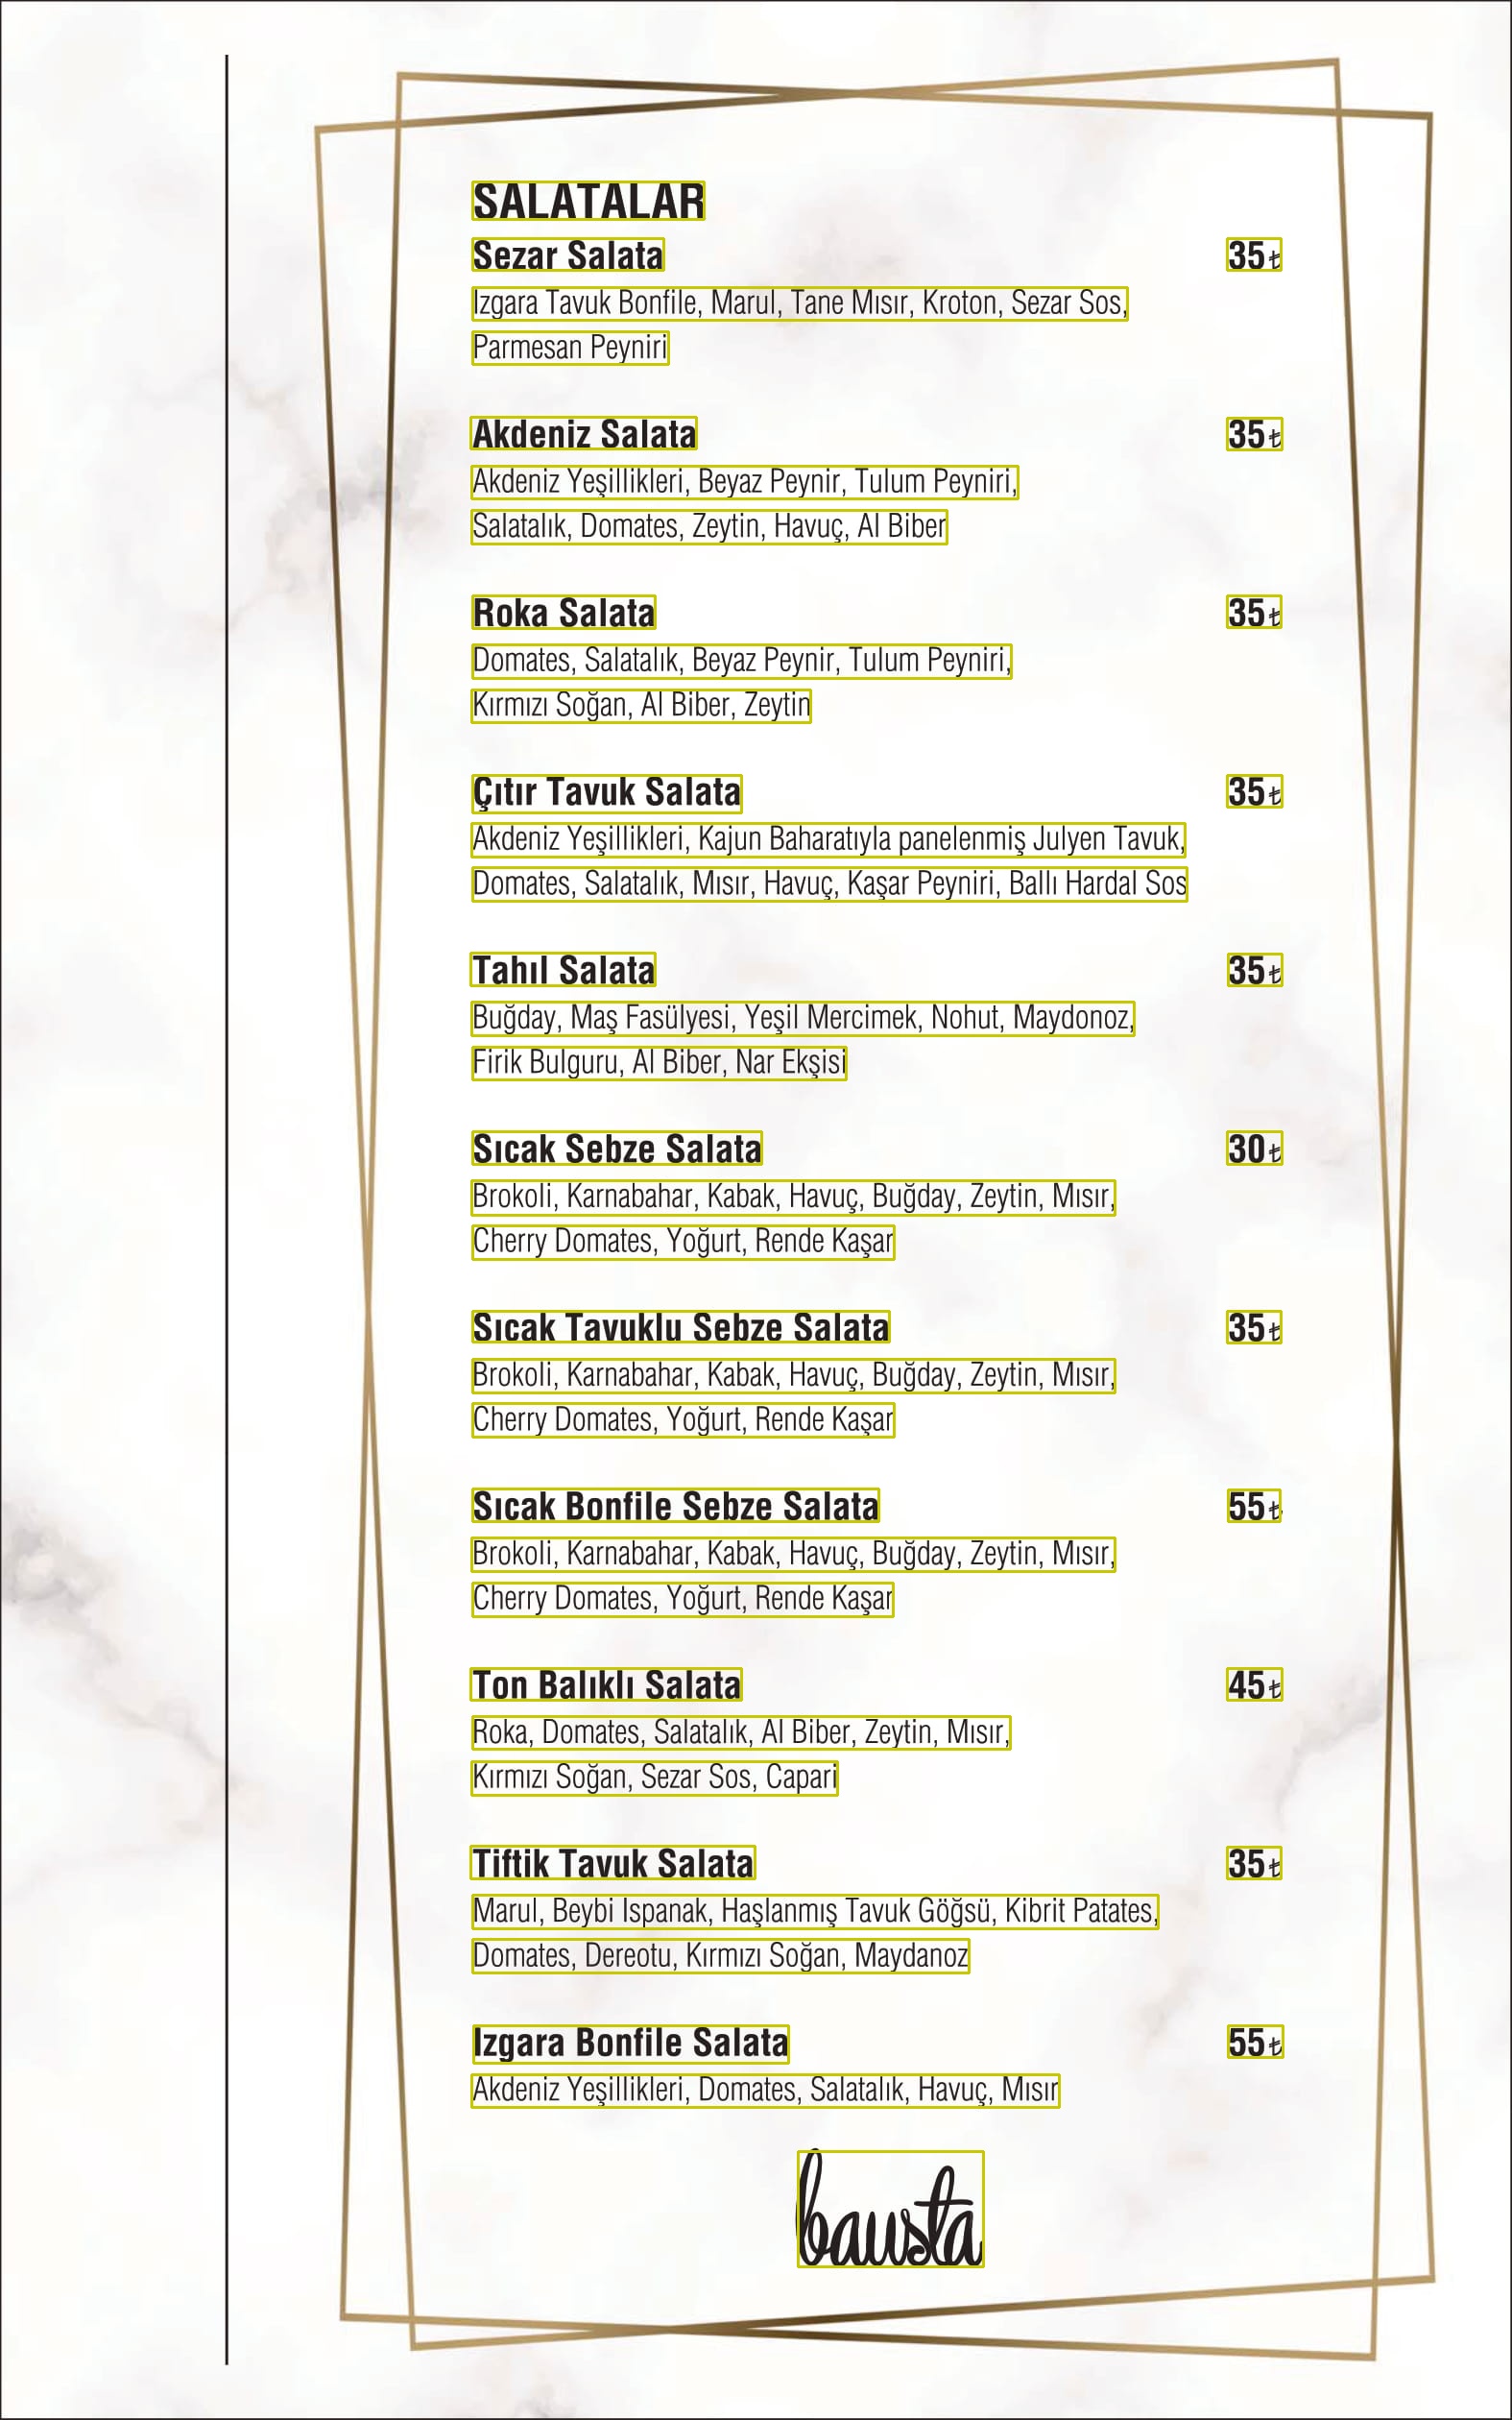 SALATALAR
Sezar Salata 35₺
Izgara Tavuk Bonfile, Marul, Tane Mısır, Kroton, Sezar Sos,
Parmesan Peyniri
Akdeniz Salata 35₺
Akdeniz Yeşillikleri, Beyaz Peynir, Tulum Peyniri,
Salatalık, Domates, Zeytin, Havuç, Al Biber
Roka Salata 35₺
Domates, Salatalık, Beyaz Peynir, Tulum Peyniri,
Kırmızı Soğan, Al Biber, Zeytin
Çıtır Tavuk Salata 35₺
Akdeniz Yeşillikleri, Kajun Baharatıyla panelenmiş Julyen Tavuk,
Domates, Salatalık, Mısır, Havuç, Kaşar Peyniri, Ballı Hardal Sos
Tahıl Salata 35₺
Buğday, Maş Fasülyesi, Yeşil Mercimek, Nohut, Maydonoz,
Firik Bulguru, Al Biber, Nar Ekşisi
Sıcak Sebze Salata 30₺
Brokoli, Karnabahar, Kabak, Havuç, Buğday, Zeytin, Mısır,
Cherry Domates, Yoğurt, Rende Kaşar
Sıcak Tavuklu Sebze Salata 35₺
Brokoli, Karnabahar, Kabak, Havuç, Buğday, Zeytin, Mısır,
Cherry Domates, Yoğurt, Rende Kaşar
Sıcak Bonfile Sebze Salata 55₺
Brokoli, Karnabahar, Kabak, Havuç, Buğday, Zeytin, Mısır,
Cherry Domates, Yoğurt, Rende Kaşar
Ton Balıklı Salata 45₺
Roka, Domates, Salatalık, Al Biber, Zeytin, Mısır,
Kırmızı Soğan, Sezar Sos, Capari
Tiftik Tavuk Salata 35₺
Marul, Beybi Ispanak, Haşlanmış Tavuk Göğsü, Kibrit Patates,
Domates, Dereotu, Kırmızı Soğan, Maydanoz
Izgara Bonfile Salata 55₺
Akdeniz Yeşillikleri, Domates, Salatalık, Havuç, Mısır
bausta